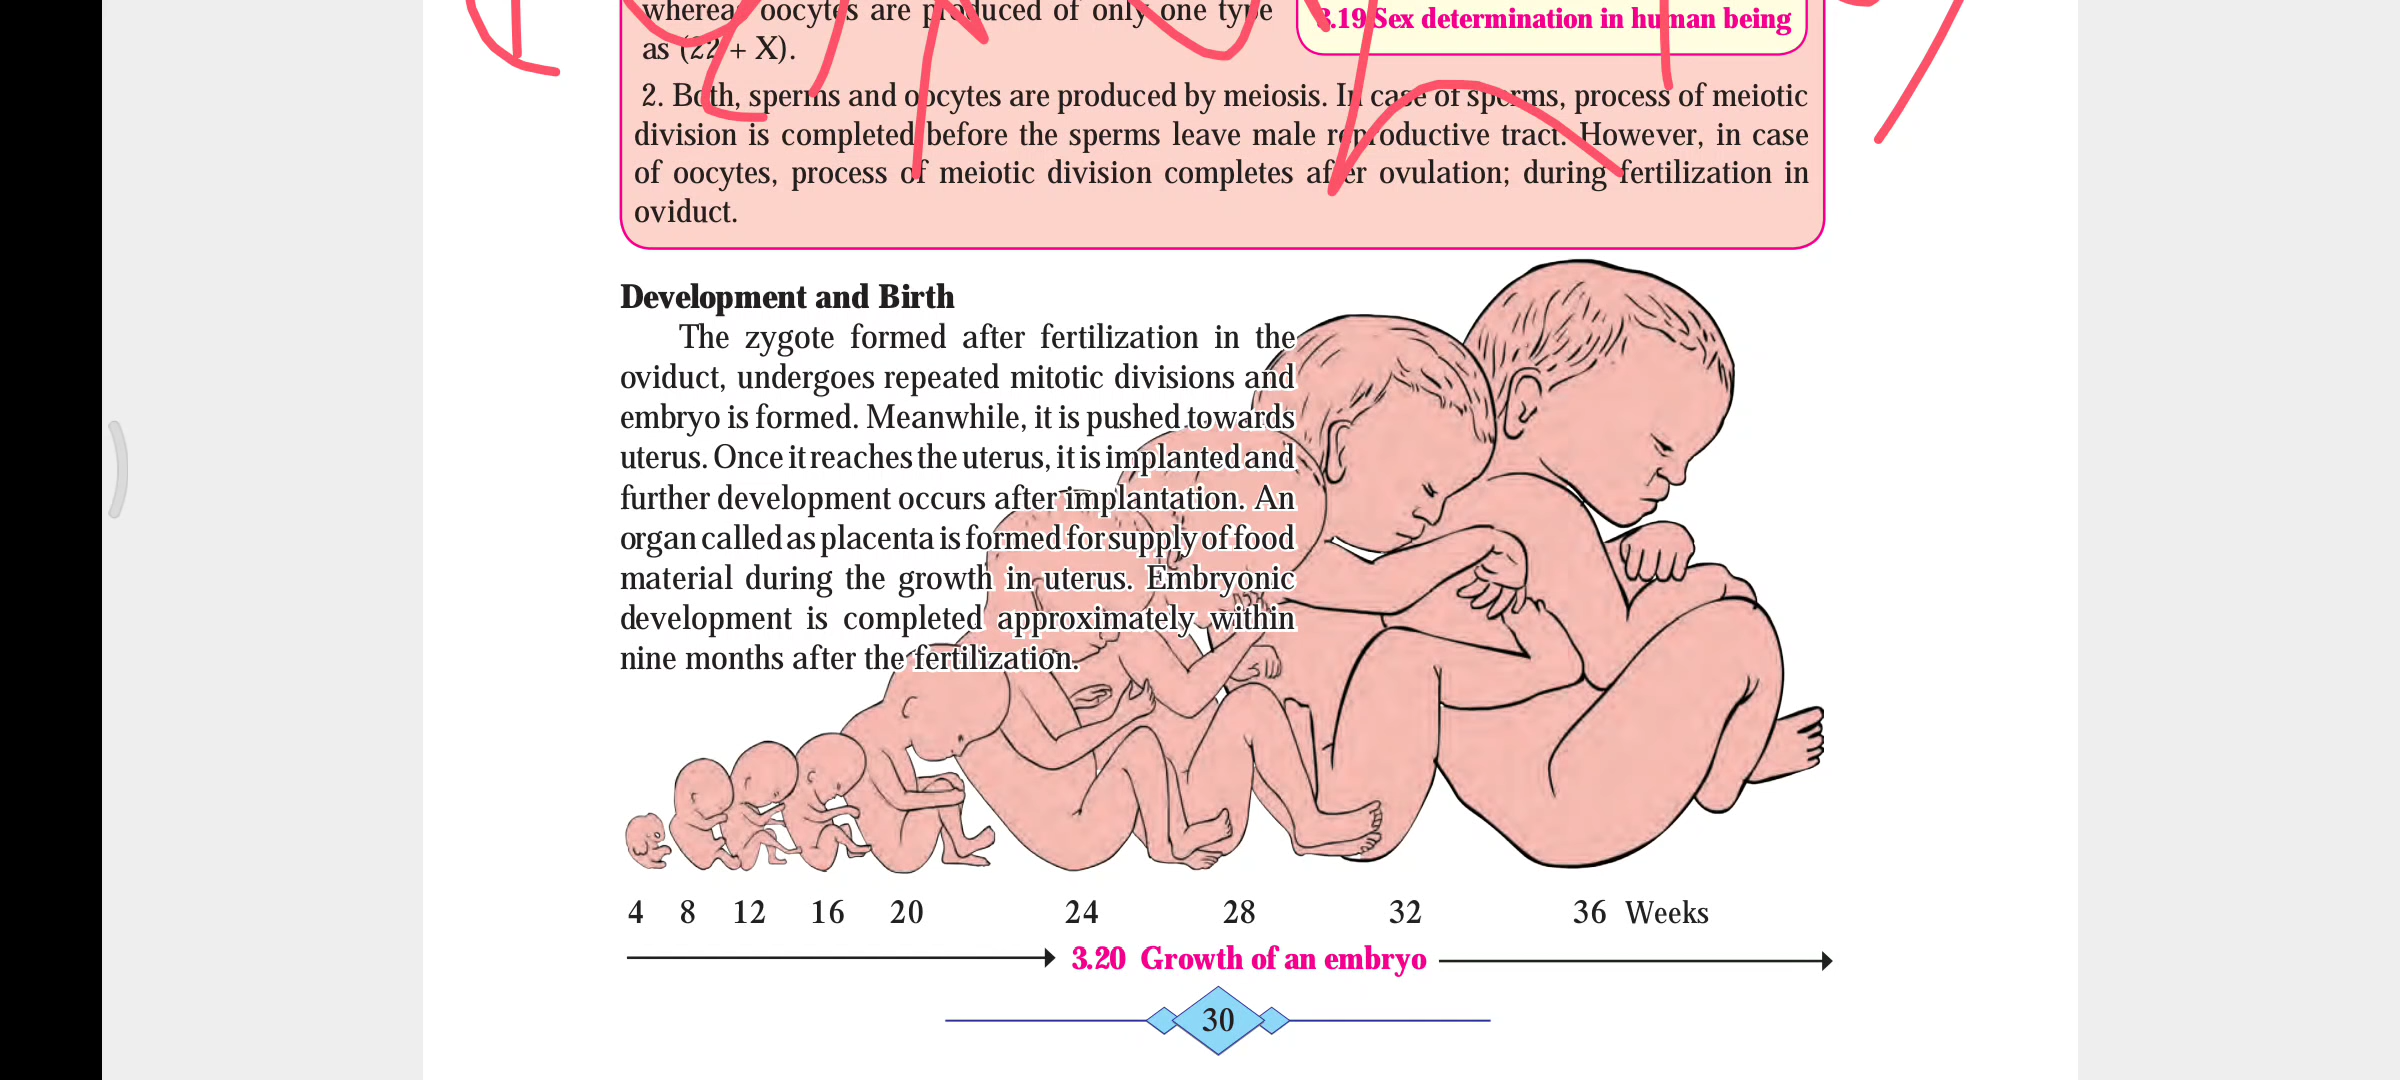 whereas oocytes are produced of only one type
as (22 + X).
3.19 Sex determination in human being
2. Both, sperms and oocytes are produced by meiosis. In case of sperms, process of meiotic
division is completed before the sperms leave male reproductive tract. However, in case
of oocytes, process of meiotic division completes after ovulation; during fertilization in
oviduct.
Development and Birth
The zygote formed after fertilization in the
oviduct, undergoes repeated mitotic divisions and
embryo is formed. Meanwhile, it is pushed towards
uterus. Once it reaches the uterus, it is implanted and
further development occurs after implantation. An
organ called as placenta is formed for supply of food
material during the growth in uterus. Embryonic
development is completed approximately within
nine months after the fertilization.
4 8 12 16 20 24 28 32 36 Weeks
3.20 Growth of an embryo
30